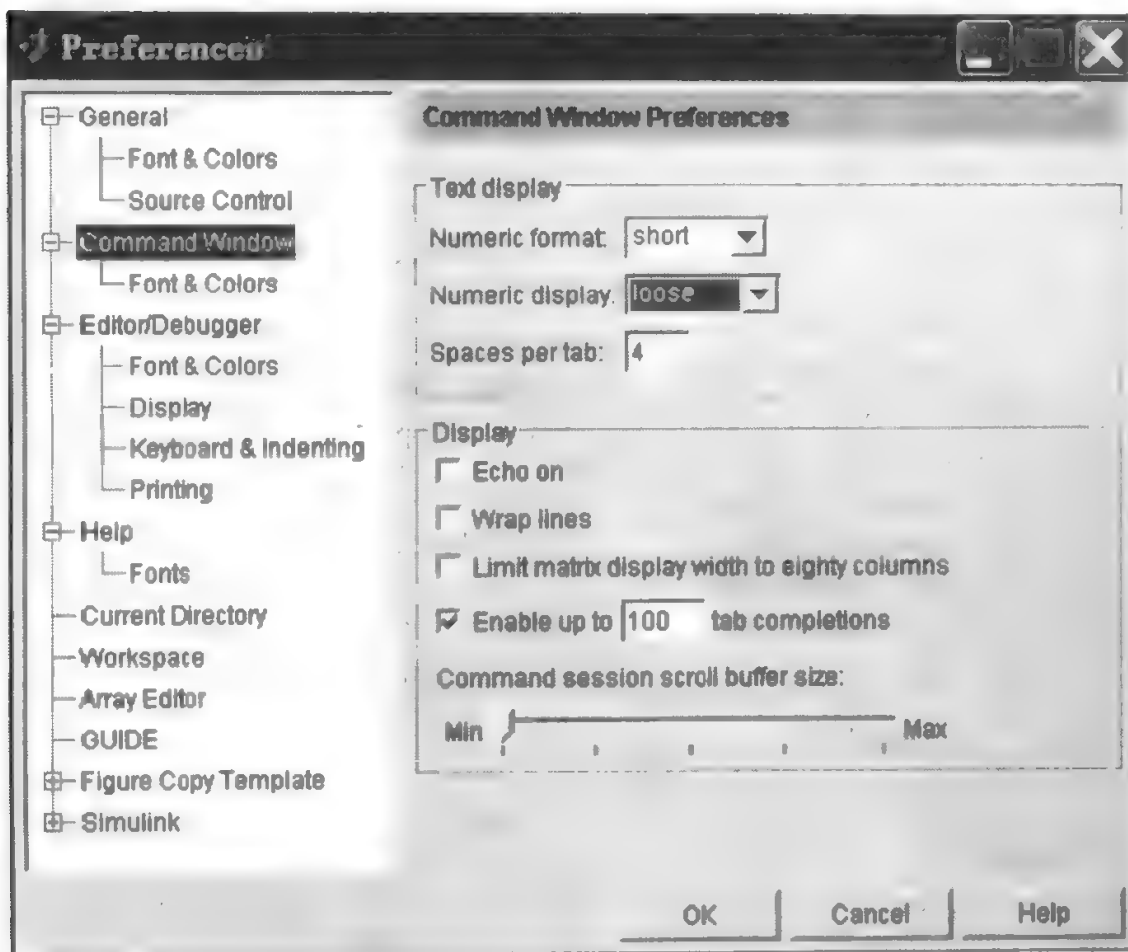 Preferences
General
Font & Colors
Source Control
Command Window
Font & Colors
Editor/Debugger
Font & Colors
Display
Keyboard & Indenting
Printing
Help
Fonts
Current Directory
Workspace
Array Editor
GUIDE
Figure Copy Template
Simulink
Command Window Preferences
Text display
Numeric format: short
Numeric display. loose
Spaces per tab: 4
Display
Echo on
Wrap lines
Limit matrix display width to eighty columns
Enable up to 100 tab completions
Command session scroll buffer size:
Min Max
OK Cancel Help